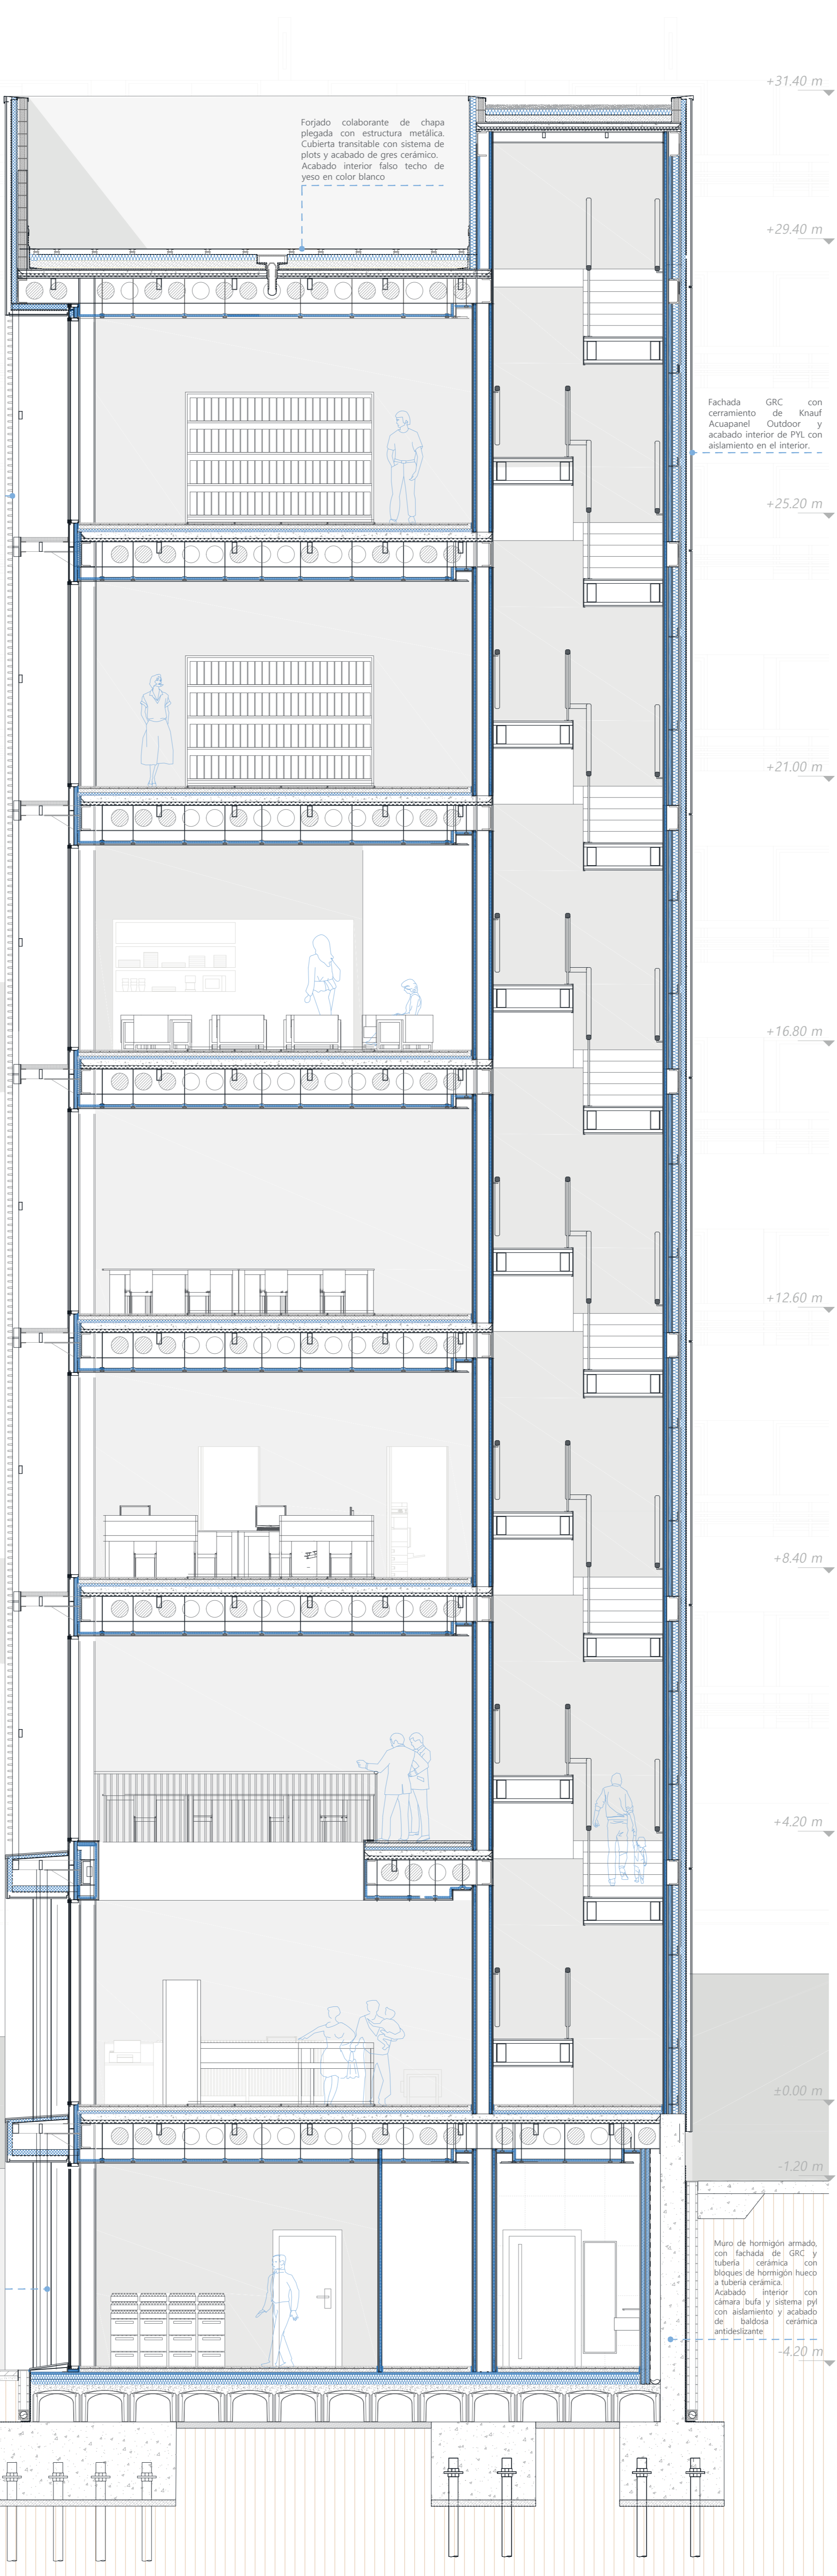 +31.40 m
Forjado colaborante de chapa
plegada con estructura metálica.
Cubierta transitable con sistema de
plots y acabado de gres cerámico.
Acabado interior falso techo de
yeso en color blanco
+29.40 m
Fachada GRC con
cerramiento de Knauf
Acuapanel Outdoor y
acabado interior de PYL con
aislamiento en el interior.
+25.20 m
+21.00 m
+16.80 m
+12.60 m
+8.40 m
+4.20 m
±0.00 m
-1.20 m
Muro de hormigón armado,
con fachada de GRC y
tubería cerámica con
bloques de hormigón hueco
a tubería cerámica.
Acabado interior con
cámara bufa y sistema pyl
con aislamiento y acabado
de baldosa cerámica
antideslizante
-4.20 m